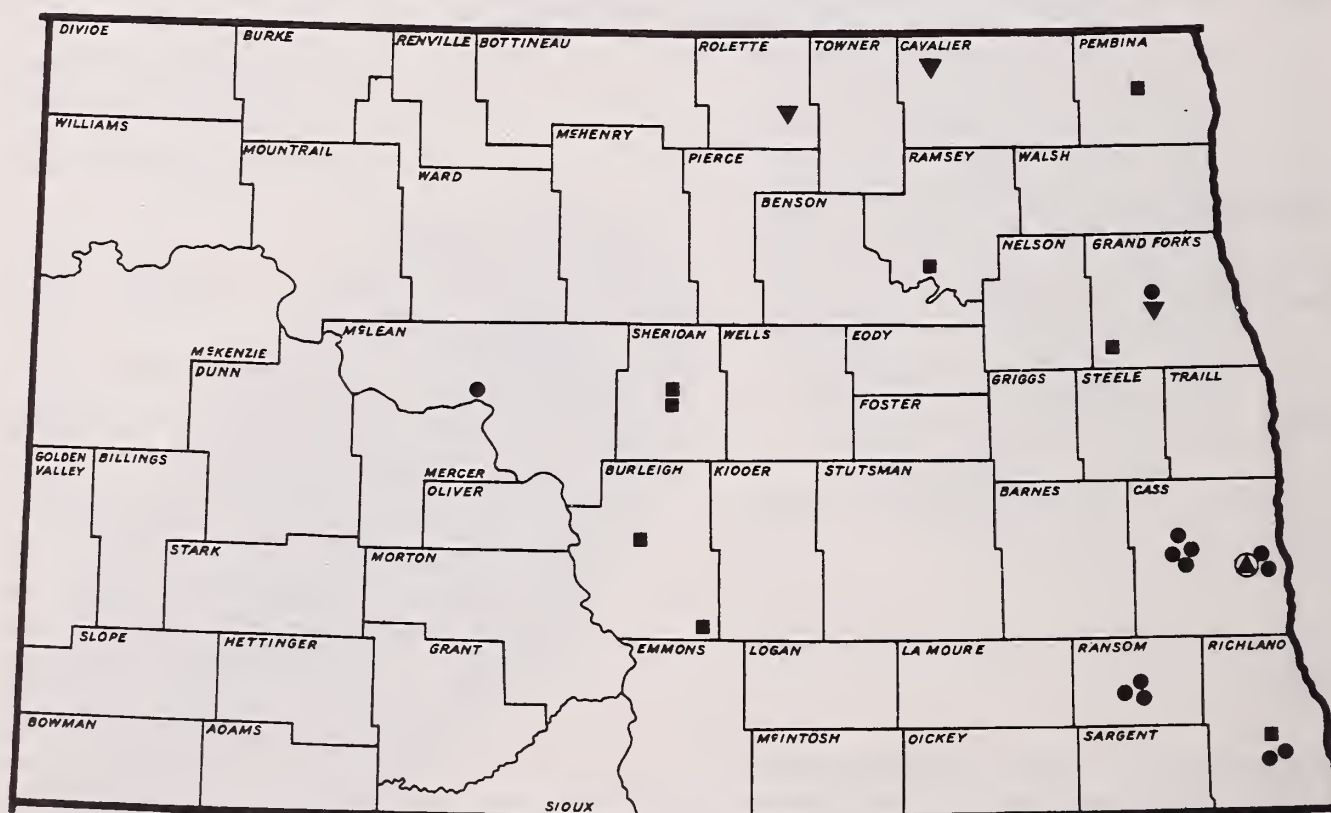 DIVIOE
BURKE
RENVILLE
BOTTINEAU
ROLETTE
TOWNER
CAVALIER
PEMBINA
WILLIAMS
MOUNTRAIL
WARD
McHENRY
PIERCE
BENSON
RAMSEY
WALSH
NELSON
GRAND FORKS
McKENZIE
DUNN
McLEAN
SHERIOAN
WELLS
EODY
FOSTER
GRIGGS
STEELE
TRAILL
GOLDEN
VALLEY
BILLINGS
MERCER
OLIVER
BURLEIGH
KIOOER
STUTSMAN
BARNES
CASS
STARK
MORTON
SLOPE
HETTINGER
GRANT
EMMONS
LOGAN
LA MOURE
RANSOM
RICHLANO
BOWMAN
AOAMS
SIOUX
McINTOSH
OICKEY
SARGENT